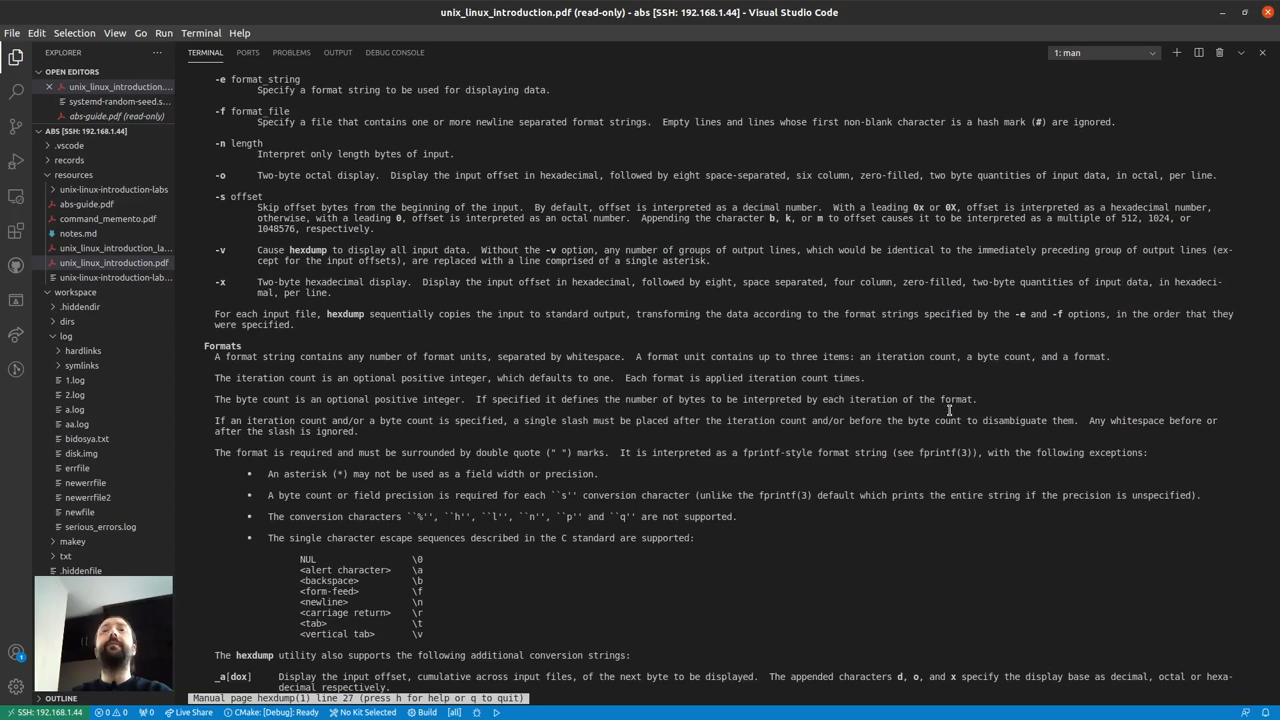 unix_linux_introduction.pdf (read-only) - abs [SSH: 192.168.1.44] - Visual Studio Code
File Edit Selection View Go Run Terminal Help
EXPLORER
OPEN EDITORS
unix_linux_introduction....
systemd-random-seed.s...
abs-guide.pdf (read-only)
ABS [SSH: 192.168.1.44]
.vscode
records
resources
unix-linux-introduction-labs
abs-guide.pdf
command_memento.pdf
notes.md
unix_linux_introduction_la...
unix_linux_introduction.pdf
unix-linux-introduction-lab...
workspace
.hiddendir
dirs
log
hardlinks
symlinks
1.log
2.log
a.log
aa.log
bidosya.txt
disk.img
errfile
newerrfile
newerrfile2
newfile
serious_errors.log
makey
txt
.hiddenfile
OUTLINE
TERMINAL PORTS PROBLEMS OUTPUT DEBUG CONSOLE
1: man
-e format_string
Specify a format string to be used for displaying data.
-f format_file
Specify a file that contains one or more newline separated format strings. Empty lines and lines whose first non-blank character is a hash mark (#) are ignored.
-n length
Interpret only length bytes of input.
-o Two-byte octal display. Display the input offset in hexadecimal, followed by eight space-separated, six column, zero-filled, two byte quantities of input data, in octal, per line.
-s offset
Skip offset bytes from the beginning of the input. By default, offset is interpreted as a decimal number. With a leading 0x or 0X, offset is interpreted as a hexadecimal number,
otherwise, with a leading 0, offset is interpreted as an octal number. Appending the character b, k, or m to offset causes it to be interpreted as a multiple of 512, 1024, or
1048576, respectively.
-v Cause hexdump to display all input data. Without the -v option, any number of groups of output lines, which would be identical to the immediately preceding group of output lines (ex-
cept for the input offsets), are replaced with a line comprised of a single asterisk.
-x Two-byte hexadecimal display. Display the input offset in hexadecimal, followed by eight, space separated, four column, zero-filled, two-byte quantities of input data, in hexadeci-
mal, per line.
For each input file, hexdump sequentially copies the input to standard output, transforming the data according to the format strings specified by the -e and -f options, in the order that they
were specified.
Formats
A format string contains any number of format units, separated by whitespace. A format unit contains up to three items: an iteration count, a byte count, and a format.
The iteration count is an optional positive integer, which defaults to one. Each format is applied iteration count times.
The byte count is an optional positive integer. If specified it defines the number of bytes to be interpreted by each iteration of the format.
If an iteration count and/or a byte count is specified, a single slash must be placed after the iteration count and/or before the byte count to disambiguate them. Any whitespace before or
after the slash is ignored.
The format is required and must be surrounded by double quote (" ") marks. It is interpreted as a fprintf-style format string (see fprintf(3)), with the following exceptions:
• An asterisk (*) may not be used as a field width or precision.
• A byte count or field precision is required for each ``s'' conversion character (unlike the fprintf(3) default which prints the entire string if the precision is unspecified).
• The conversion characters ``%'', ``h'', ``l'', ``n'', ``p'' and ``q'' are not supported.
• The single character escape sequences described in the C standard are supported:
NUL \0
<alert character> \a
<backspace> \b
<form-feed> \f
<newline> \n
<carriage return> \r
<tab> \t
<vertical tab> \v
The hexdump utility also supports the following additional conversion strings:
_a[dox] Display the input offset, cumulative across input files, of the next byte to be displayed. The appended characters d, o, and x specify the display base as decimal, octal or hexa-
decimal respectively.
Manual page hexdump(1) line 27 (press h for help or q to quit)
SSH: 192.168.1.44 0 0 0 Live Share CMake: [Debug]: Ready No Kit Selected Build [all]